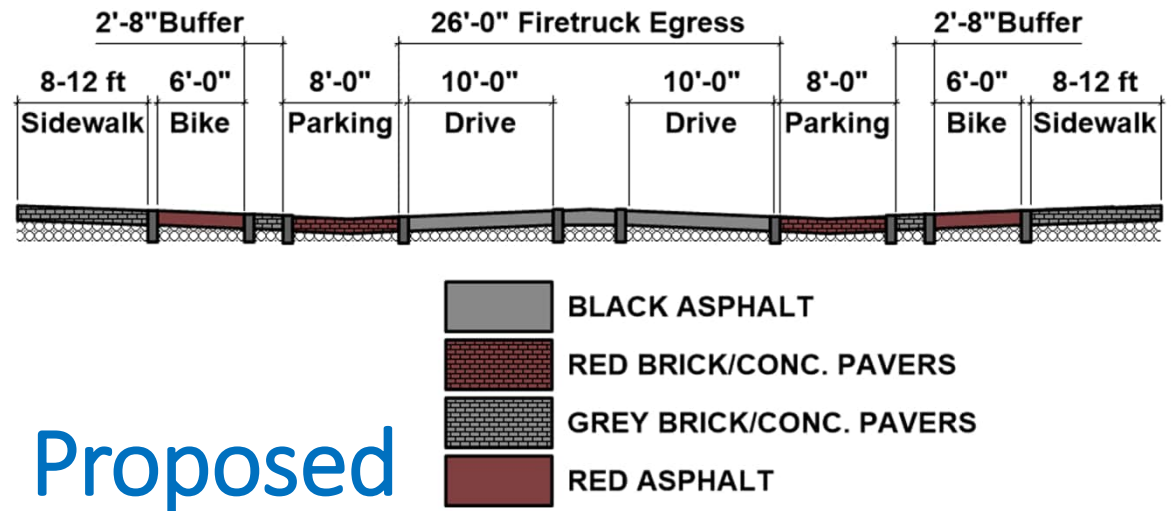 2'-8"Buffer 26'-0" Firetruck Egress 2'-8"Buffer
8-12 ft 6'-0" 8'-0" 10'-0" 10'-0" 8'-0" 6'-0" 8-12 ft
Sidewalk Bike Parking Drive Drive Parking Bike Sidewalk
BLACK ASPHALT
RED BRICK/CONC. PAVERS
GREY BRICK/CONC. PAVERS
RED ASPHALT
Proposed